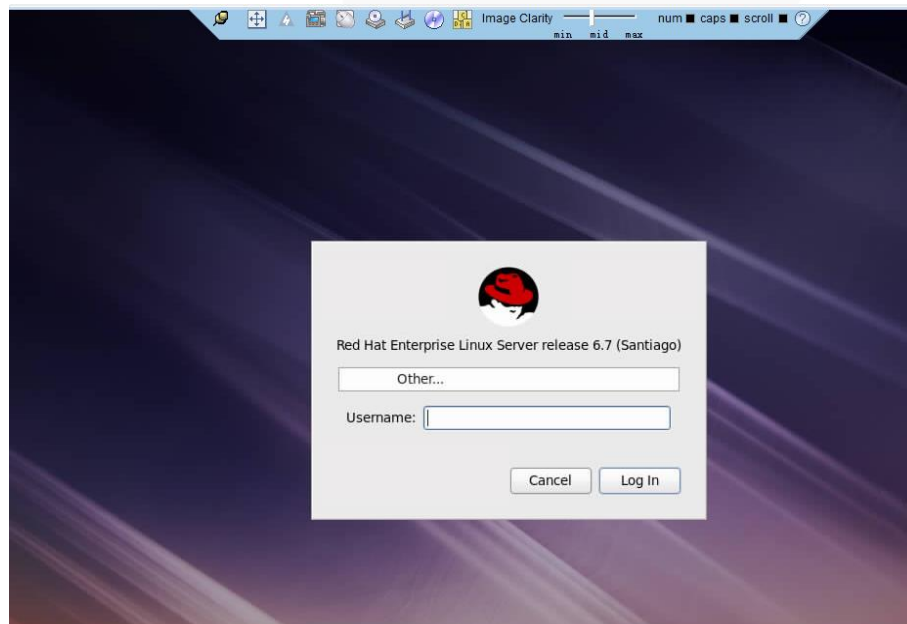 Image Clarity
min mid max
num caps scroll ?
Red Hat Enterprise Linux Server release 6.7 (Santiago)
Other...
Username:
Cancel
Log In